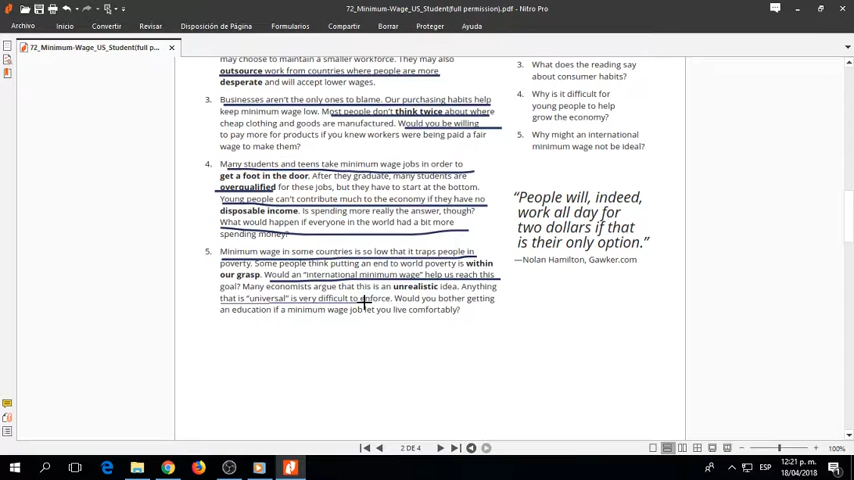 72_Minimum-Wage_US_Student(full permission).pdf - Nitro Pro
Archivo
Inicio
Convertir
Revisar
Disposición de Página
Formularios
Compartir
Borrar
Proteger
Ayuda
72_Minimum-Wage_US_Student(full p...
may choose to maintain a smaller workforce. They may also
outsource work from countries where people are more
desperate and will accept lower wages.
3. Businesses aren't the only ones to blame. Our purchasing habits help
keep minimum wage low. Most people don't think twice about where
cheap clothing and goods are manufactured. Would you be willing
to pay more for products if you knew workers were being paid a fair
wage to make them?
4. Many students and teens take minimum wage jobs in order to
get a foot in the door. After they graduate, many students are
overqualified for these jobs, but they have to start at the bottom.
Young people can't contribute much to the economy if they have no
disposable income. Is spending more really the answer, though?
What would happen if everyone in the world had a bit more
spending money?
5. Minimum wage in some countries is so low that it traps people in
poverty. Some people think putting an end to world poverty is within
our grasp. Would an "international minimum wage" help us reach this
goal? Many economists argue that this is an unrealistic idea. Anything
that is "universal" is very difficult to enforce. Would you bother getting
an education if a minimum wage job let you live comfortably?
3. What does the reading say
about consumer habits?
4. Why is it difficult for
young people to help
grow the economy?
5. Why might an international
minimum wage not be ideal?
"People will, indeed,
work all day for
two dollars if that
is their only option."
—Nolan Hamilton, Gawker.com
2 DE 4
100%
ESP
12:21 p. m.
18/04/2018